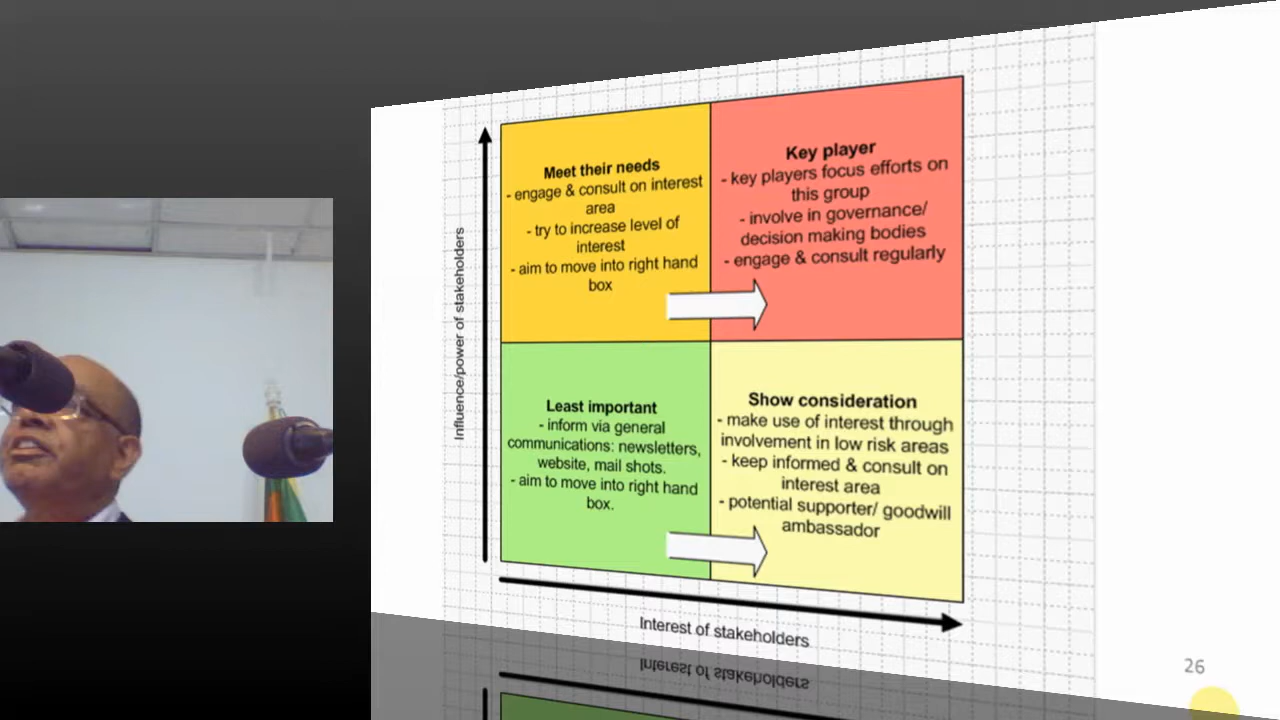 Meet their needs
- engage & consult on interest
area
- try to increase level of
interest
- aim to move into right hand
box
Key player
- key players focus efforts on
this group
- involve in governance/
decision making bodies
- engage & consult regularly
Influence/power of stakeholders
Least important
- inform via general
communications: newsletters,
website, mail shots.
- aim to move into right hand
box.
Show consideration
- make use of interest through
involvement in low risk areas
- keep informed & consult on
interest area
- potential supporter/ goodwill
ambassador
Interest of stakeholders
Interest of stakeholders
26